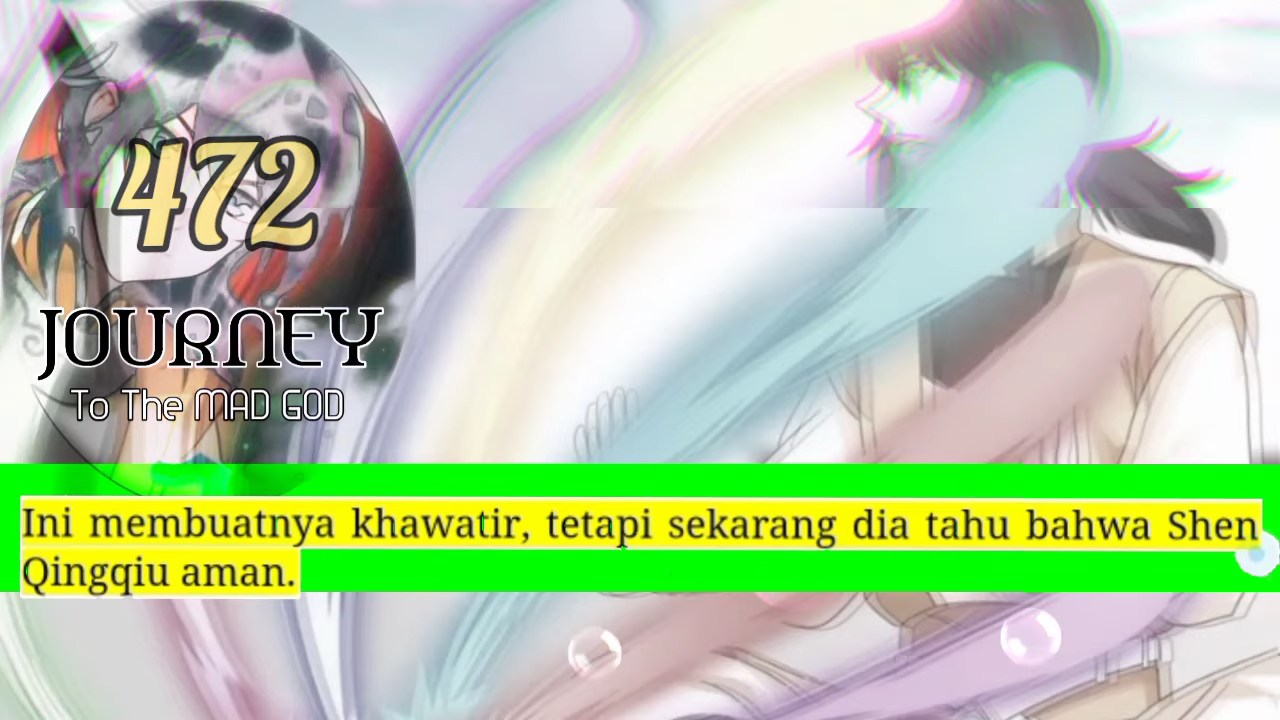 472
JOURNEY
To The MAD GOD
Ini membuatnya khawatir, tetapi sekarang dia tahu bahwa Shen
Qingqiu aman.